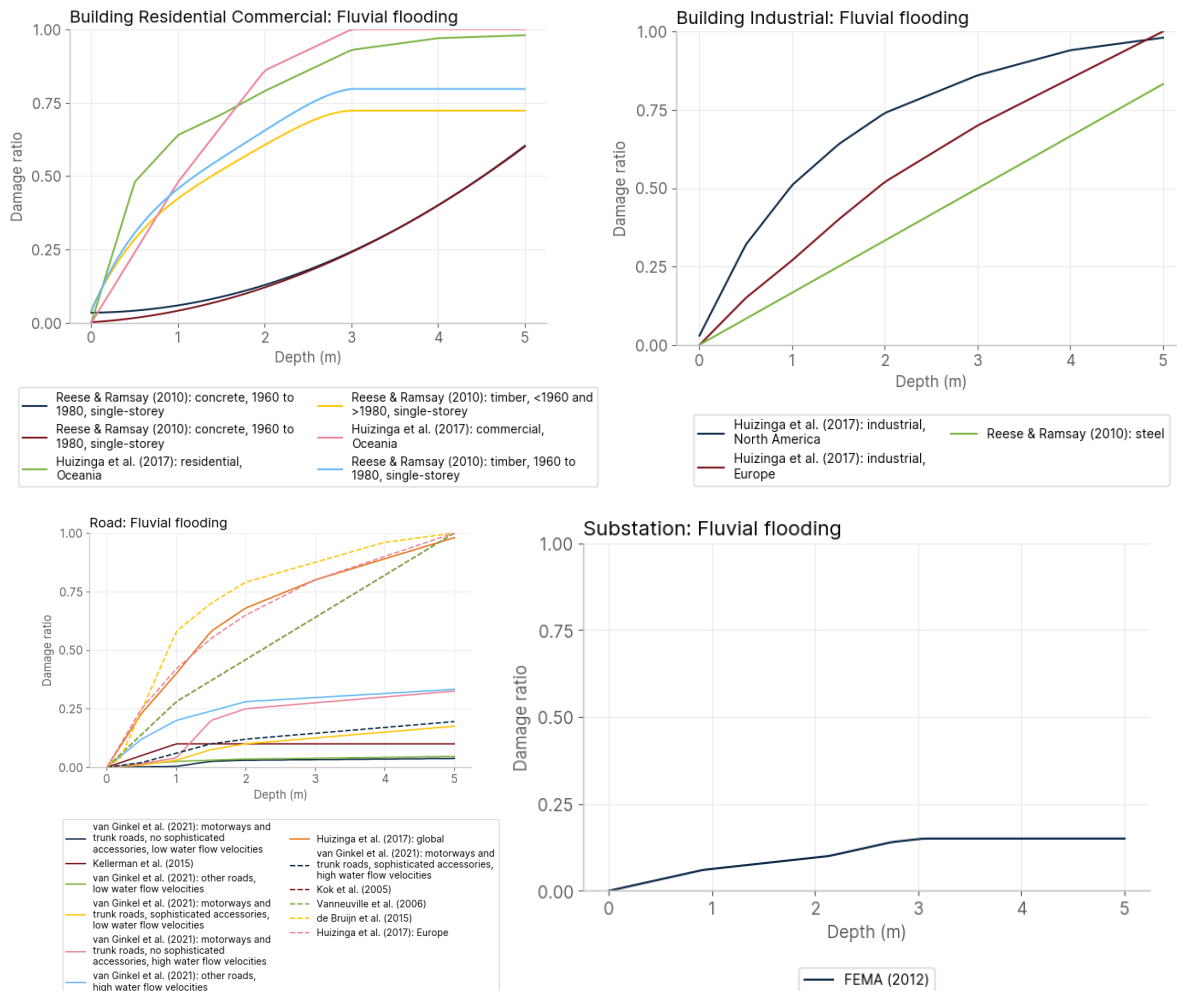 Building Residential Commercial: Fluvial flooding
1.00
0.75
0.50
0.25
0.00
Damage ratio
0 1 2 3 4 5
Depth (m)
Reese & Ramsay (2010): concrete, 1960 to
1980, single-storey
Reese & Ramsay (2010): concrete, 1960 to
1980, single-storey
Huizinga et al. (2017): residential,
Oceania
Reese & Ramsay (2010): timber, <1960 and
>1980, single-storey
Huizinga et al. (2017): commercial,
Oceania
Reese & Ramsay (2010): timber, 1960 to
1980, single-storey
Building Industrial: Fluvial flooding
1.00
0.75
0.50
0.25
0.00
Damage ratio
0 1 2 3 4 5
Depth (m)
Huizinga et al. (2017): industrial,
North America
Huizinga et al. (2017): industrial,
Europe
Reese & Ramsay (2010): steel
Road: Fluvial flooding
1.00
0.75
0.50
0.25
0.00
Damage ratio
0 1 2 3 4 5
Depth (m)
van Ginkel et al. (2021): motorways and
trunk roads, no sophisticated
accessories, low water flow velocities
Kellerman et al. (2015)
van Ginkel et al. (2021): other roads,
low water flow velocities
van Ginkel et al. (2021): motorways and
trunk roads, sophisticated accessories,
low water flow velocities
van Ginkel et al. (2021): motorways and
trunk roads, no sophisticated
accessories, high water flow velocities
van Ginkel et al. (2021): other roads,
high water flow velocities
Huizinga et al. (2017): global
van Ginkel et al. (2021): motorways and
trunk roads, sophisticated accessories,
high water flow velocities
Kok et al. (2005)
Vanneuville et al. (2006)
de Bruijn et al. (2015)
Huizinga et al. (2017): Europe
Substation: Fluvial flooding
1.00
0.75
0.50
0.25
0.00
Damage ratio
0 1 2 3 4 5
Depth (m)
FEMA (2012)